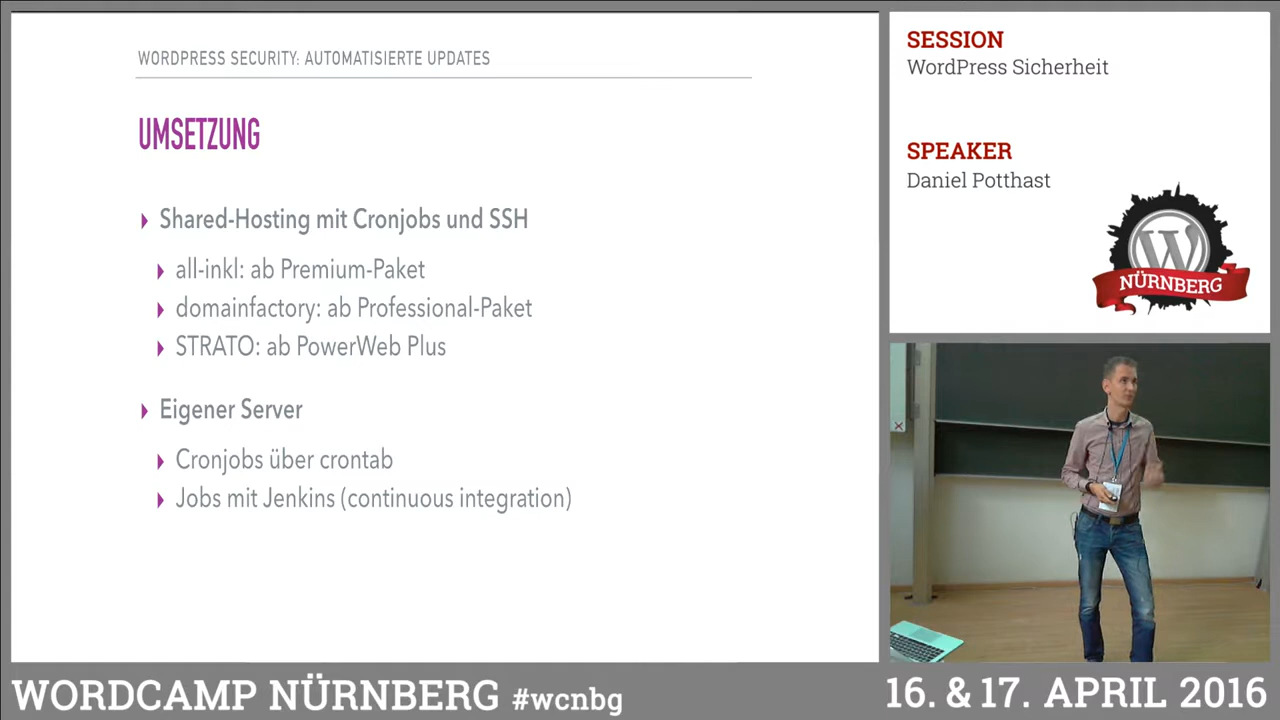 WORDPRESS SECURITY: AUTOMATISIERTE UPDATES
UMSETZUNG
Shared-Hosting mit Cronjobs und SSH
all-inkl: ab Premium-Paket
domainfactory: ab Professional-Paket
STRATO: ab PowerWeb Plus
Eigener Server
Cronjobs über crontab
Jobs mit Jenkins (continuous integration)
SESSION
WordPress Sicherheit
SPEAKER
Daniel Potthast
W
NÜRNBERG
WORDCAMP NÜRNBERG #wcnbg
16. & 17. APRIL 2016